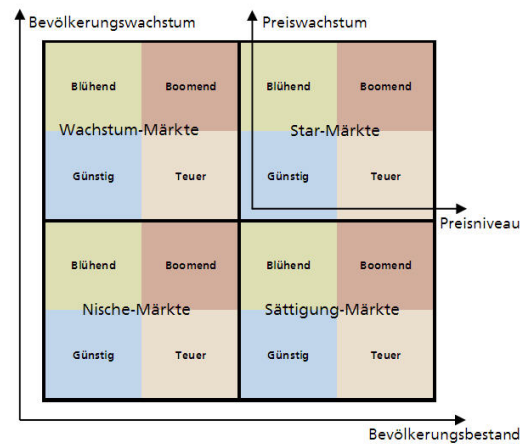 Bevölkerungswachstum
Preiswachstum
Blühend Boomend Blühend Boomend
Wachstum-Märkte Star-Märkte
Günstig Teuer Günstig Teuer
Preisniveau
Blühend Boomend Blühend Boomend
Nische-Märkte Sättigung-Märkte
Günstig Teuer Günstig Teuer
Bevölkerungsbestand